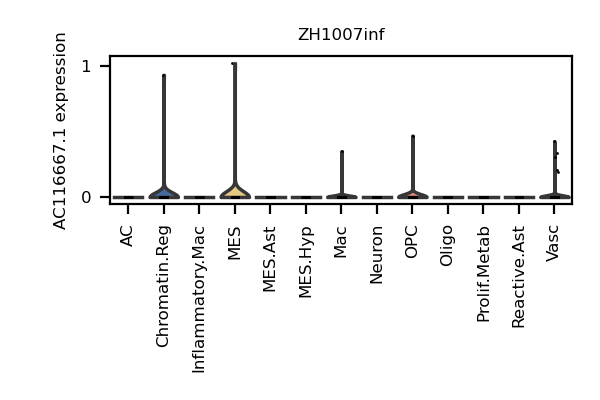 ZH1007inf
AC116667.1 expression
1
0
AC
Chromatin.Reg
Inflammatory.Mac
MES
MES.Ast
MES.Hyp
Mac
Neuron
OPC
Oligo
Prolif.Metab
Reactive.Ast
Vasc